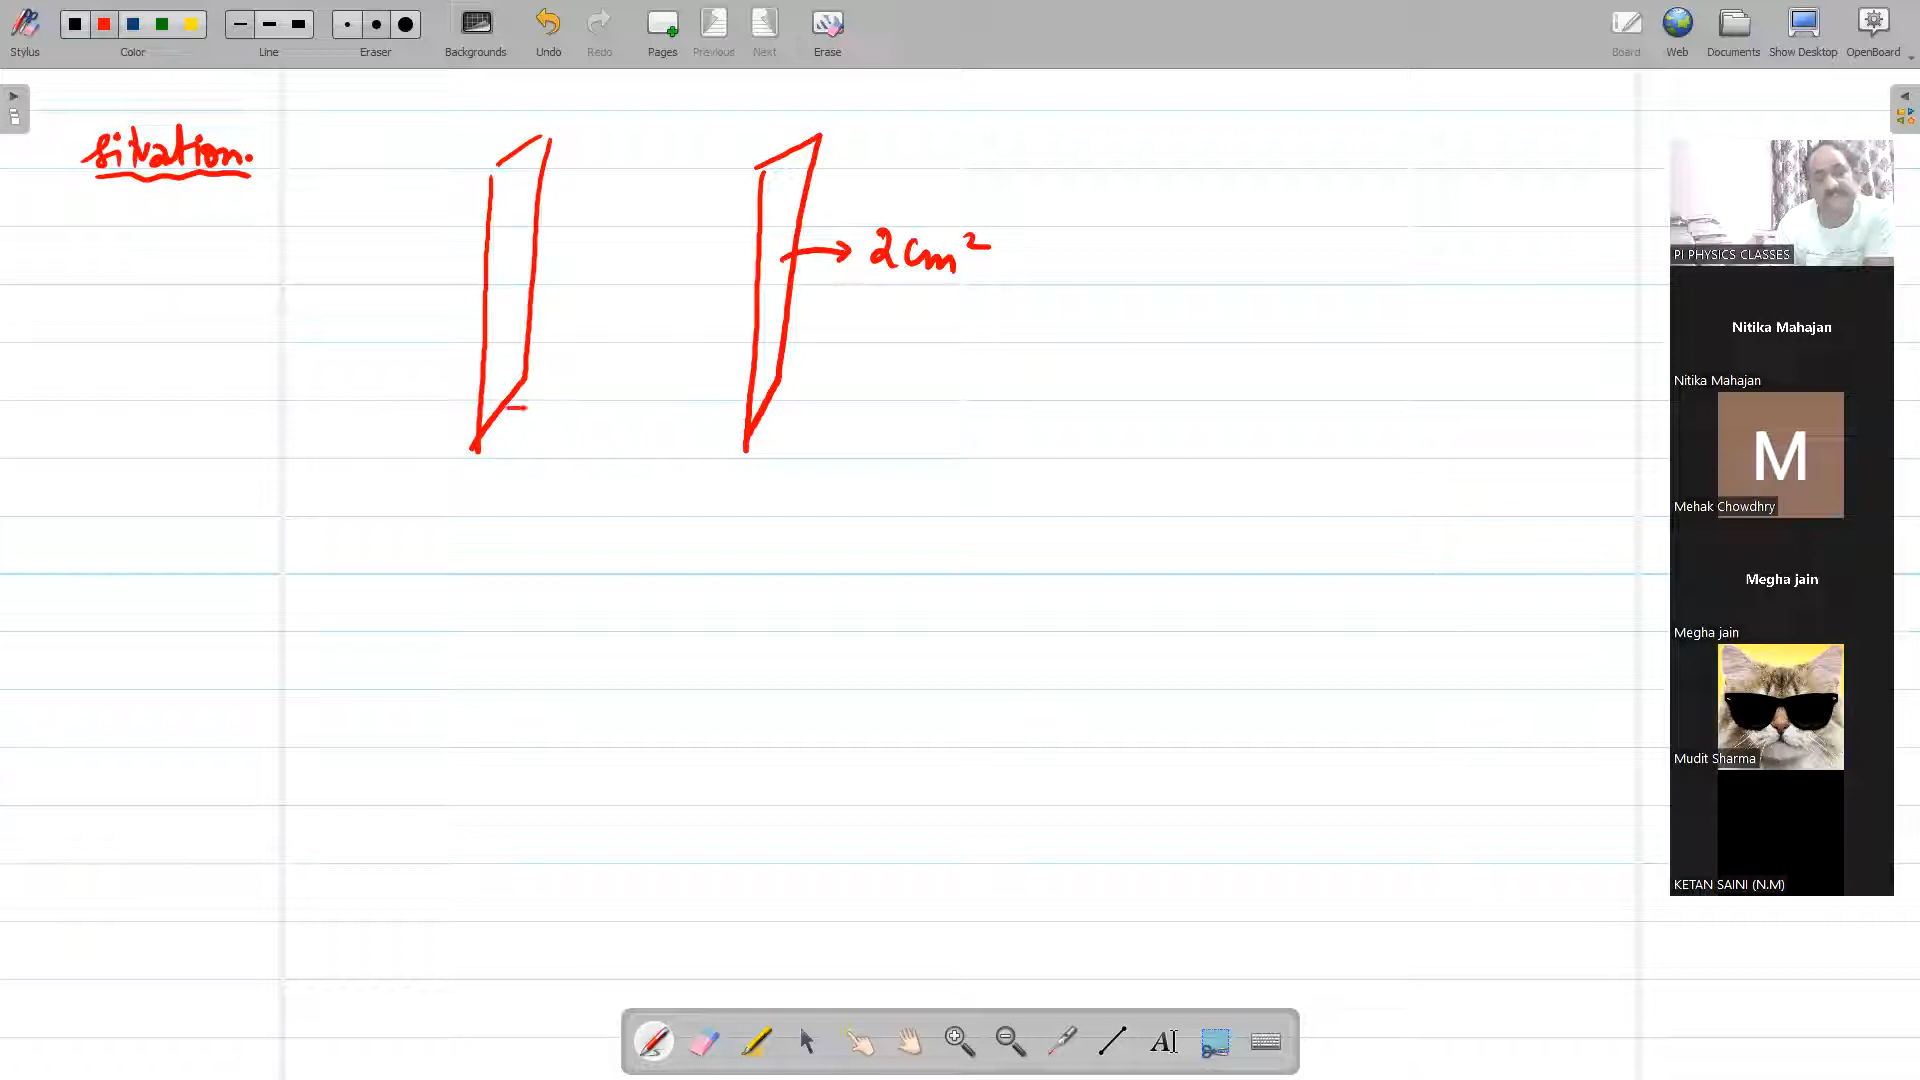 Stylus
Color
Line
Eraser
Backgrounds
Undo
Redo
Pages
Previous
Next
Erase
Board
Web
Documents
Show Desktop
OpenBoard
situation.
2cm²
PI PHYSICS CLASSES
Nitika Mahajan
Nitika Mahajan
M
Mehak Chowdhry
Megha jain
Megha jain
Mudit Sharma
KETAN SAINI (N.M)
A